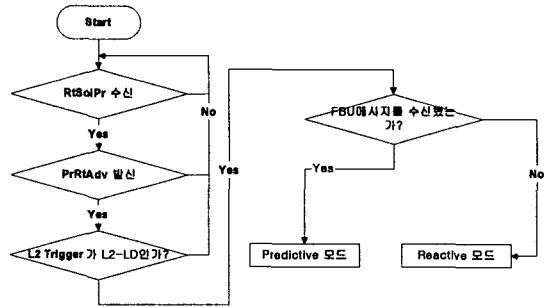 Start
RtSolPr 수신
No
Yes
PrRtAdv 발신
Yes
L2 Trigger 가 L2-LD인가?
Yes
FBU메시지를 수신했는
가?
Yes
No
Predictive 모드
Reactive 모드